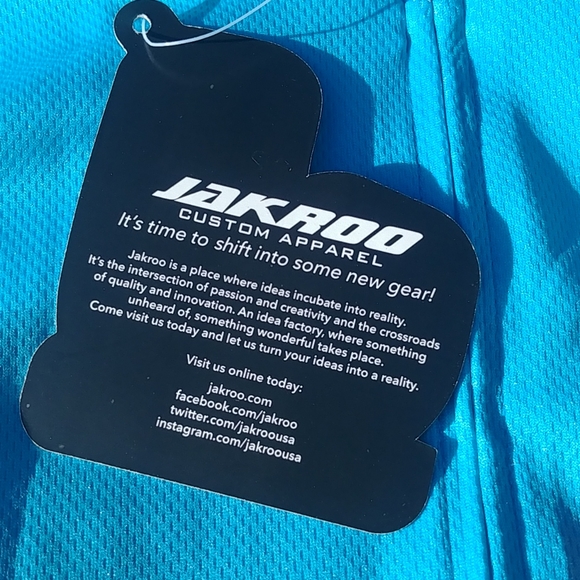 JAKROO
CUSTOM APPAREL
It's time to shift into some new gear!
Jakroo is a place where ideas incubate into reality.
It's the intersection of passion and creativity and the crossroads
of quality and innovation. An idea factory, where something
unheard of, something wonderful takes place.
Come visit us today and let us turn your ideas into a reality.
Visit us online today:
jakroo.com
facebook.com/jakroo
twitter.com/jakroousa
instagram.com/jakroousa